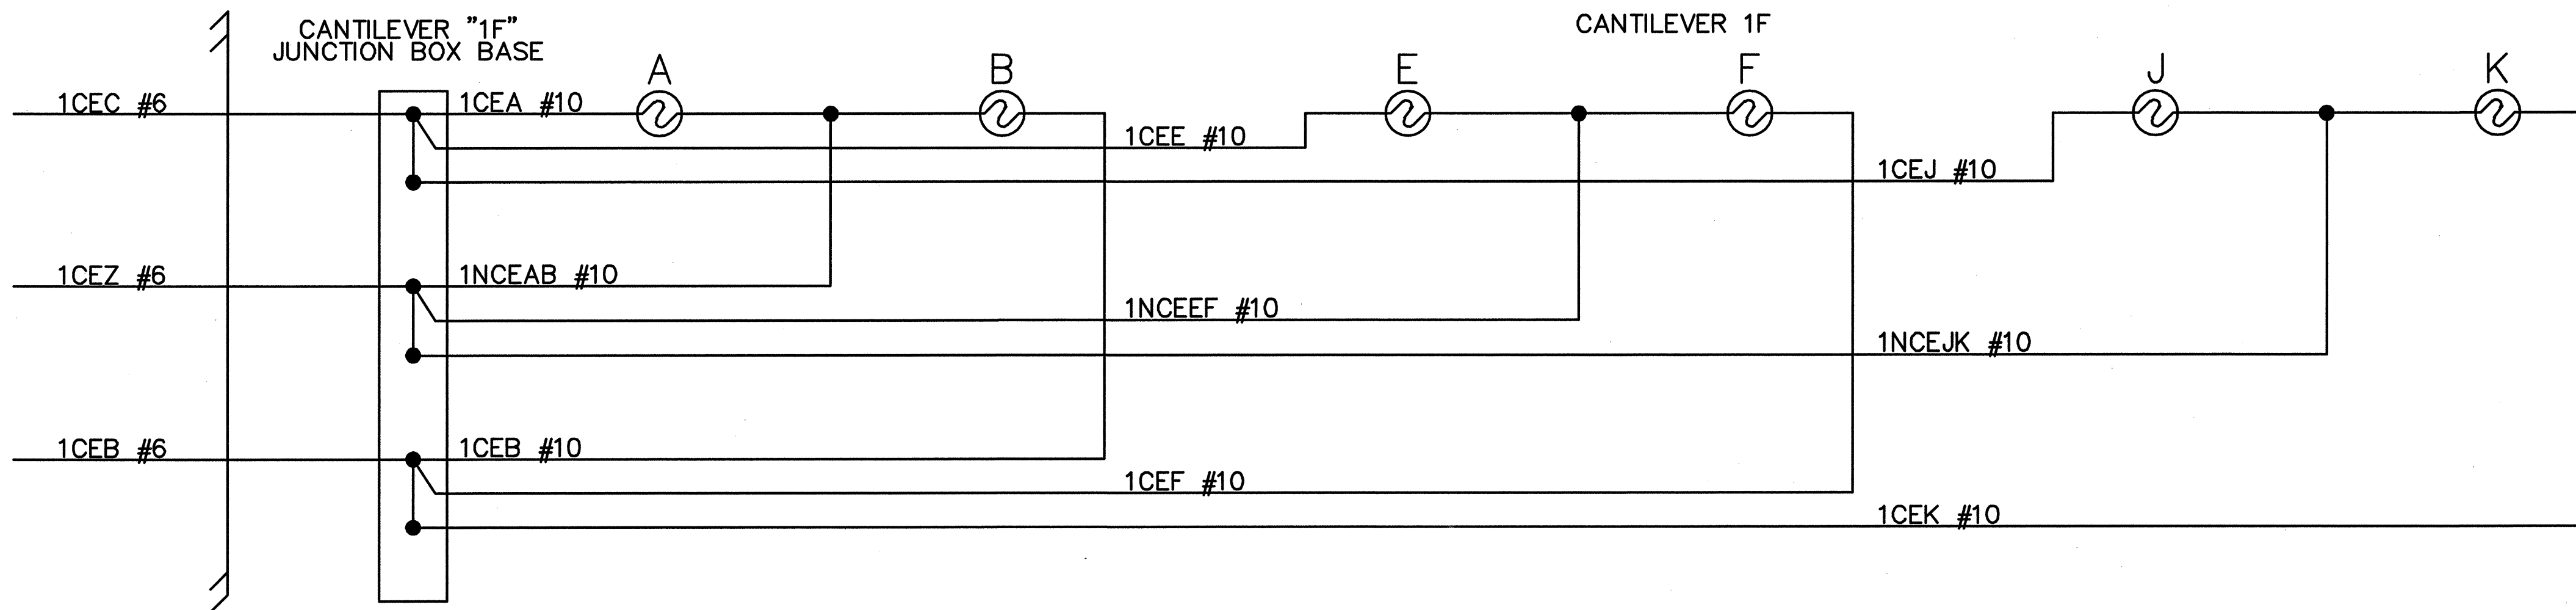 CANTILEVER "1F"
JUNCTION BOX BASE
CANTILEVER 1F
A
B
E
F
J
K
1CEC #6
1CEA #10
1CEE #10
1CEJ #10
1CEZ #6
1NCEAB #10
1NCEEF #10
1NCEJK #10
1CEB #6
1CEB #10
1CEF #10
1CEK #10